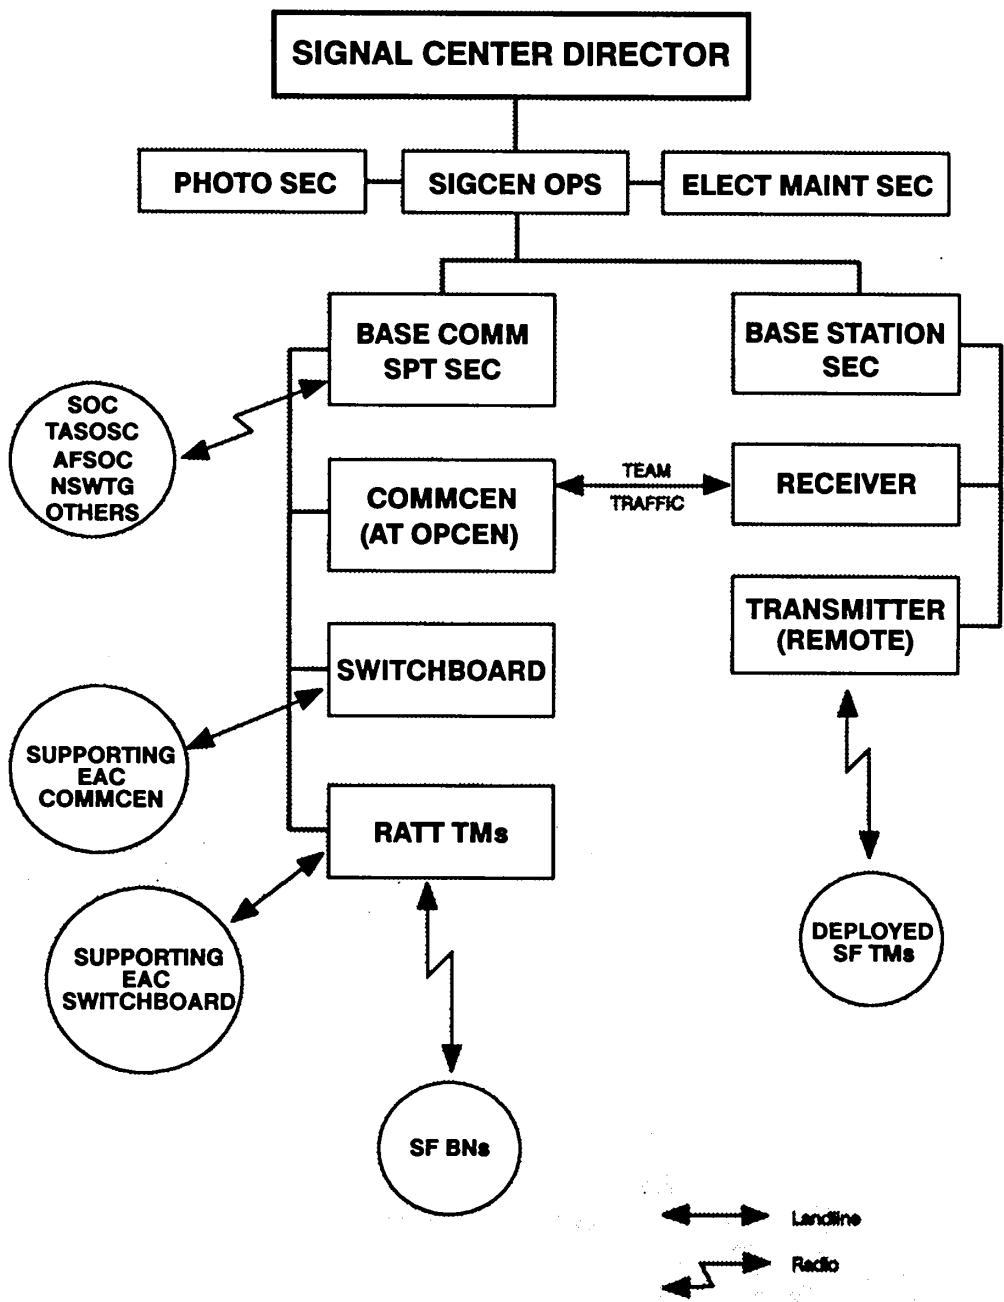 SIGNAL CENTER DIRECTOR
PHOTO SEC
SIGCEN OPS
ELECT MAINT SEC
BASE COMM
SPT SEC
BASE STATION
SEC
SOC
TASOSC
AFSOC
NSWTG
OTHERS
COMMCEN
(AT OPCEN)
TEAM
TRAFFIC
RECEIVER
TRANSMITTER
(REMOTE)
SWITCHBOARD
SUPPORTING
EAC
COMMCEN
RATT TMs
SUPPORTING
EAC
SWITCHBOARD
DEPLOYED
SF TMs
SF BNs
Landline
Radio